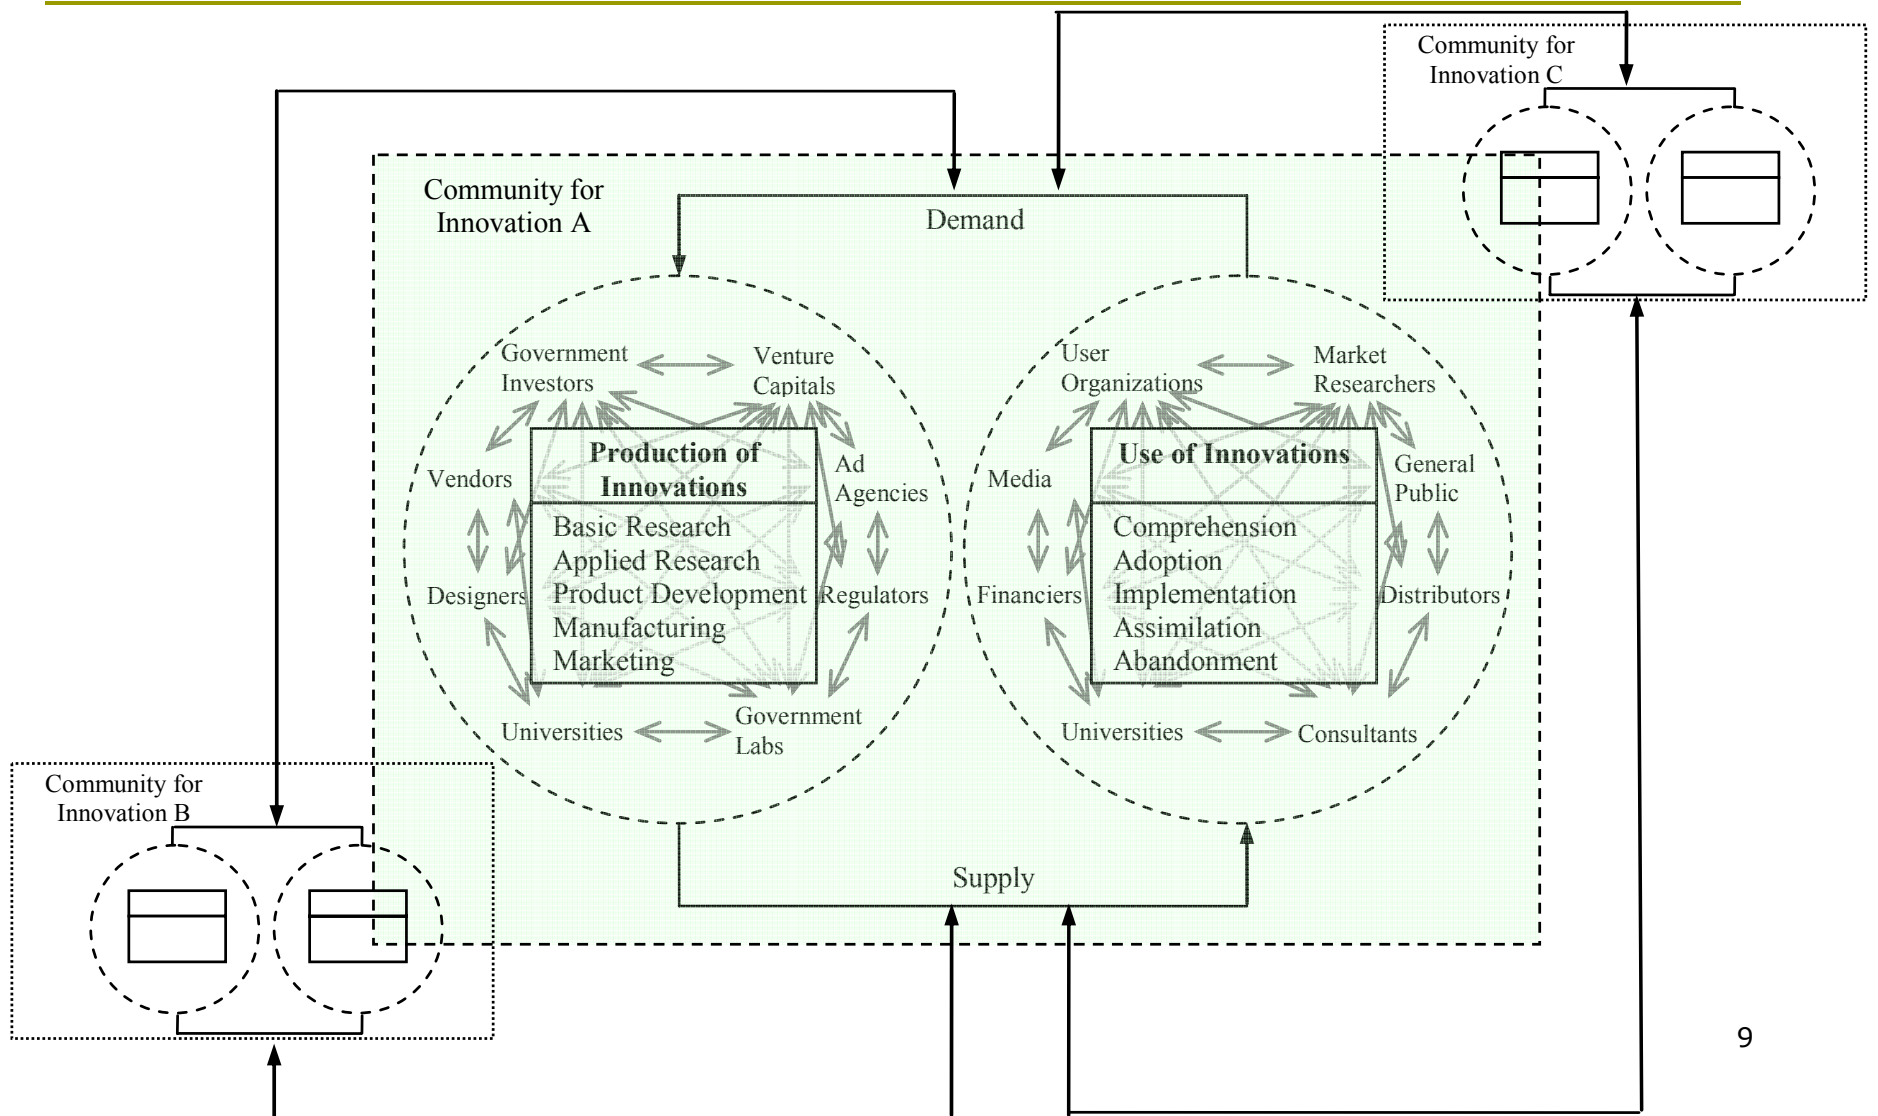 Community for
Innovation C
Community for
Innovation A
Demand
Government
Investors
Venture
Capitals
Vendors
Ad
Agencies
Production of
Innovations
Basic Research
Applied Research
Product Development
Manufacturing
Marketing
Designers
Regulators
Universities
Government
Labs
User
Organizations
Market
Researchers
Media
General
Public
Use of Innovations
Comprehension
Adoption
Implementation
Assimilation
Abandonment
Financiers
Distributors
Universities
Consultants
Supply
Community for
Innovation B
9